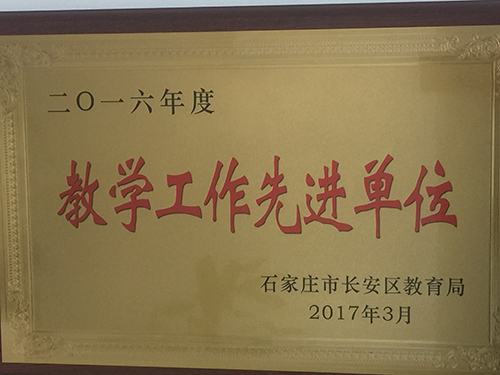 二〇一六年度
教学工作先进单位
石家庄市长安区教育局
2017年3月